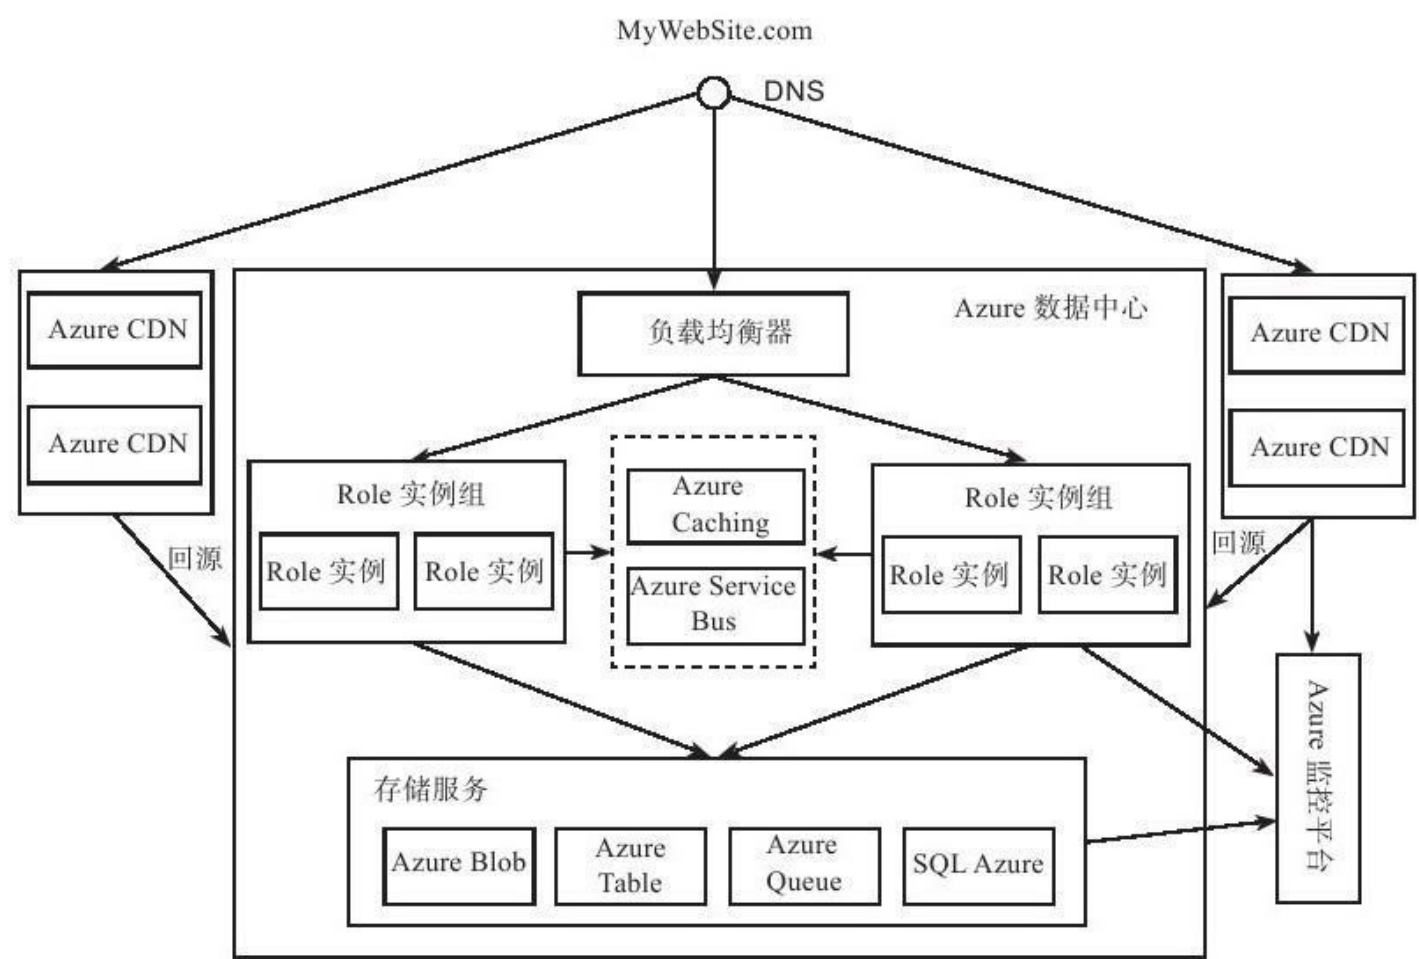 MyWebSite.com
DNS
Azure 数据中心
Azure CDN
Azure CDN
负载均衡器
Azure CDN
Azure CDN
Role 实例组
Role 实例
Role 实例
Azure
Caching
Azure Service
Bus
Role 实例组
Role 实例
Role 实例
回源
回源
存储服务
Azure Blob
Azure
Table
Azure
Queue
SQL Azure
Azure 监控平台